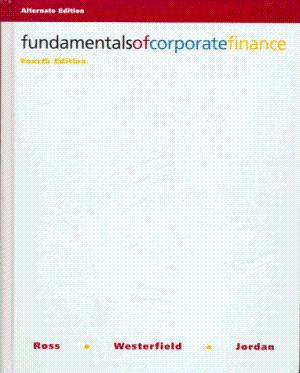 Alternate Edition
fundamentalsofcorporatefinance
Fourth Edition
Ross • Westerfield • Jordan